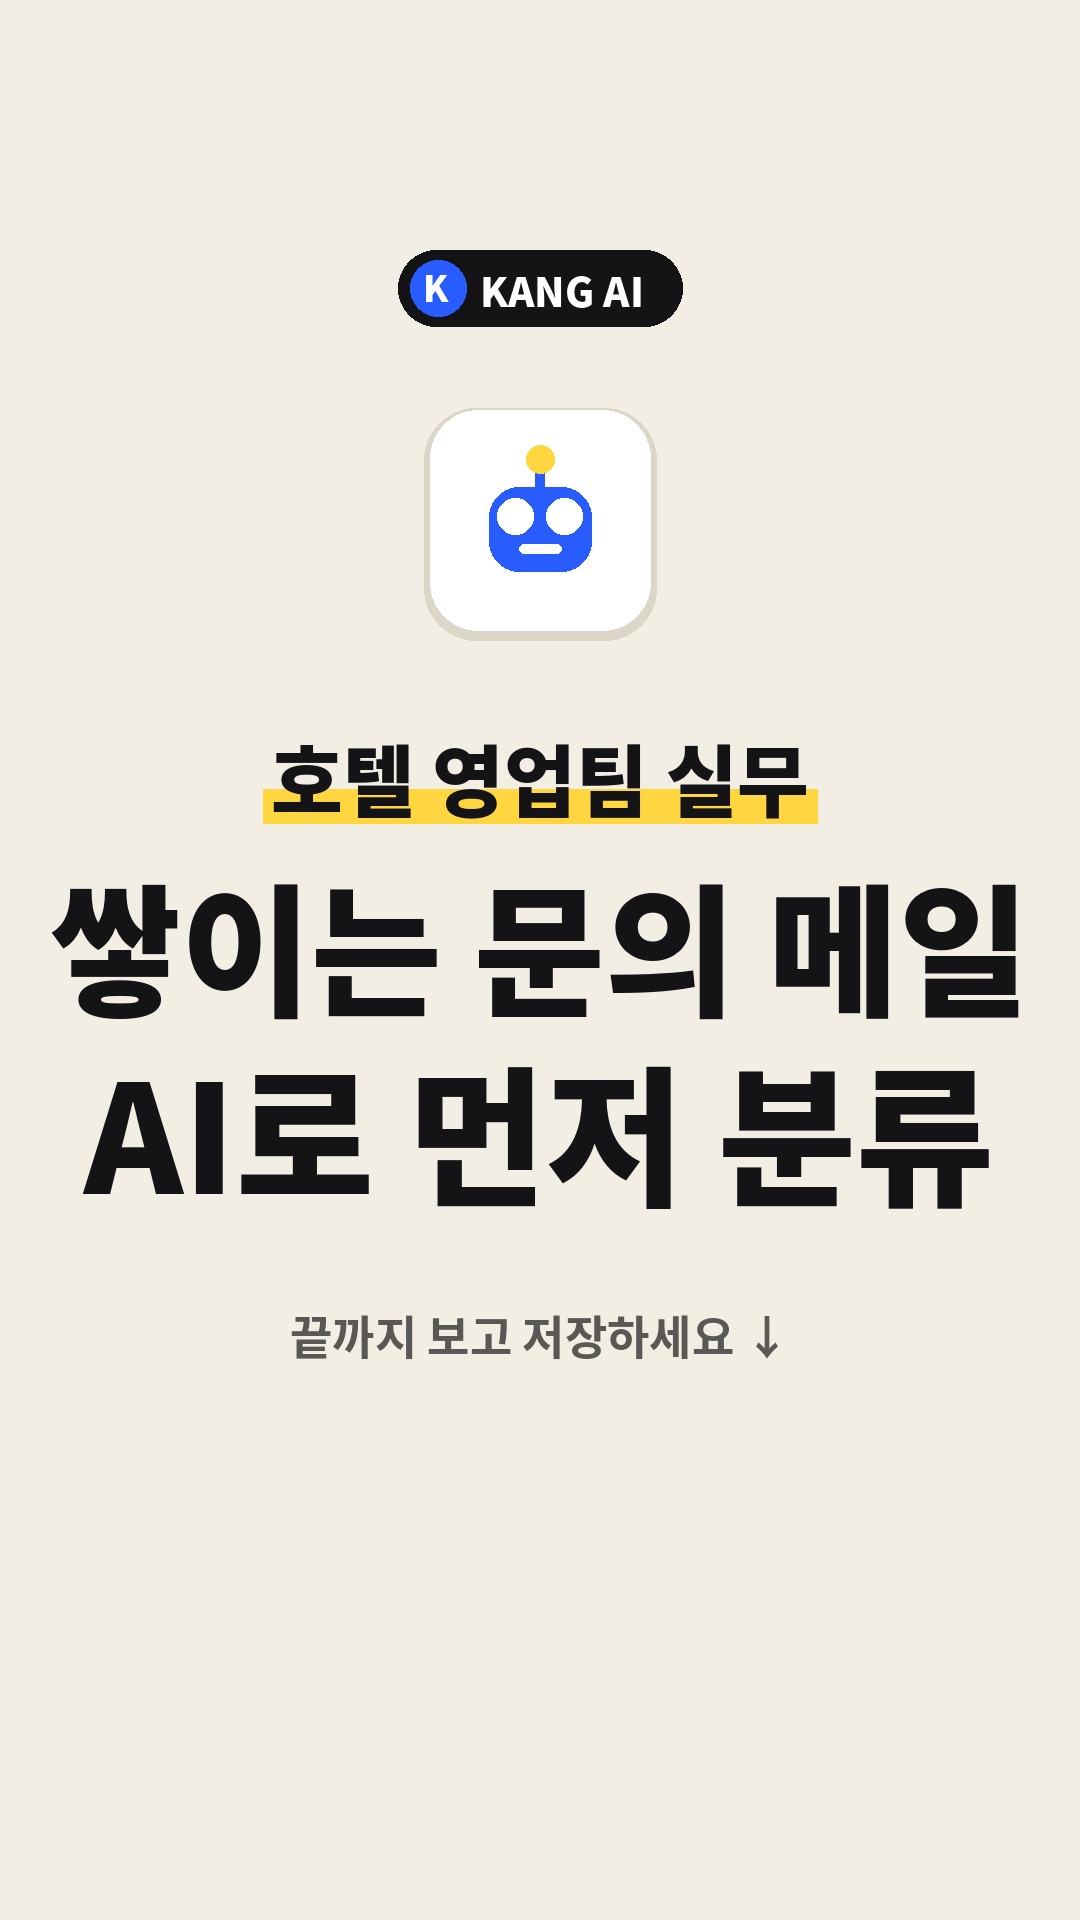 K KANG AI
호텔 영업팀 실무
쌓이는 문의 메일
AI로 먼저 분류
끝까지 보고 저장하세요 ↓